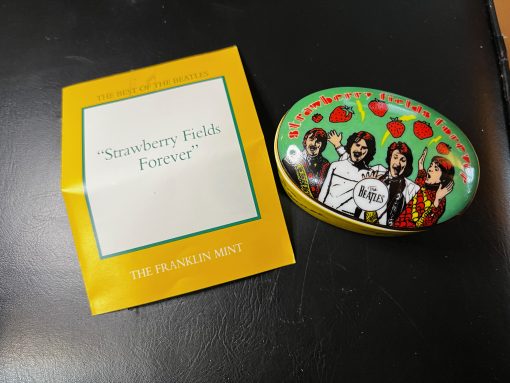 THE BEST OF THE BEATLES
"Strawberry Fields
Forever"
THE FRANKLIN MINT
Strawberry Fields Forever
The
BEATLES